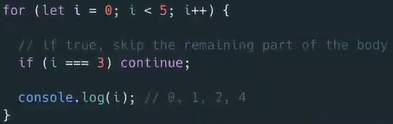 for (let i = 0; i < 5; i++) {
// if true, skip the remaining part of the body
if (i === 3) continue;
console.log(i); // 0, 1, 2, 4
}